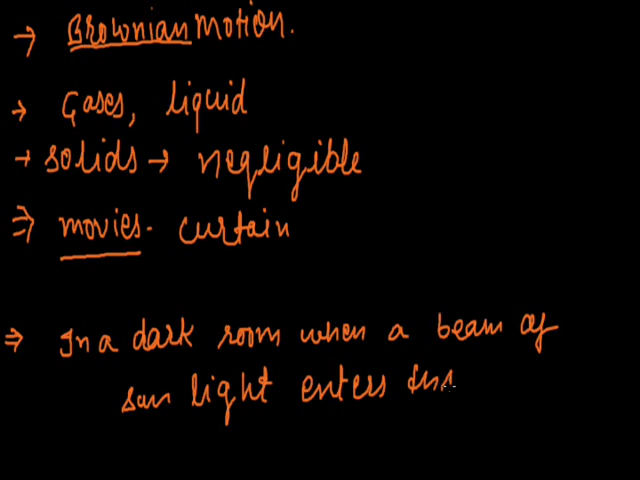 → Brownian motion.
→ Gases, liquid
→ solids → negligible
⇒ movies. curtain
⇒ In a dark room when a beam of
sun light enters